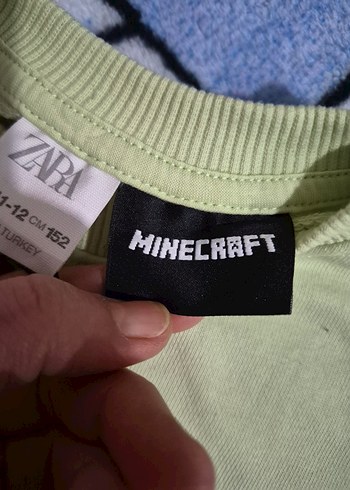 ZARA
11-12 CM 152
TURKEY
MINECRAFT